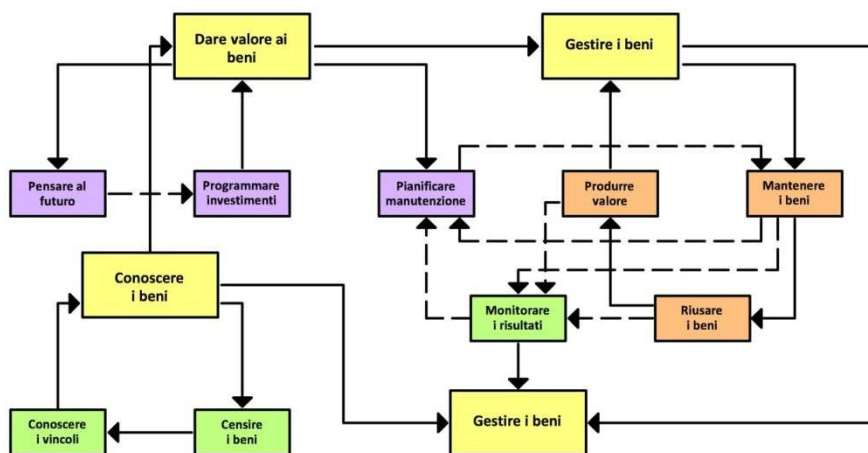 Dare valore ai
beni
Gestire i beni
Pensare al
futuro
Programmare
investimenti
Pianificare
manutenzione
Produrre
valore
Mantenere
i beni
Conoscere
i beni
Monitorare
i risultati
Riusare
i beni
Conoscere
i vincoli
Censire
i beni
Gestire i beni